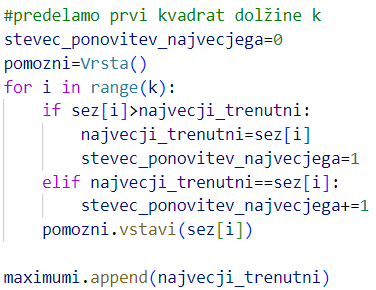 #predelamo prvi kvadrat dolžine k
stevec_ponovitev_najvecjega=0
pomozni=Vrsta()
for i in range(k):
    if sez[i]>najvecji_trenutni:
        najvecji_trenutni=sez[i]
        stevec_ponovitev_najvecjega=1
    elif najvecji_trenutni==sez[i]:
        stevec_ponovitev_najvecjega+=1
    pomozni.vstavi(sez[i])
maximumi.append(najvecji_trenutni)